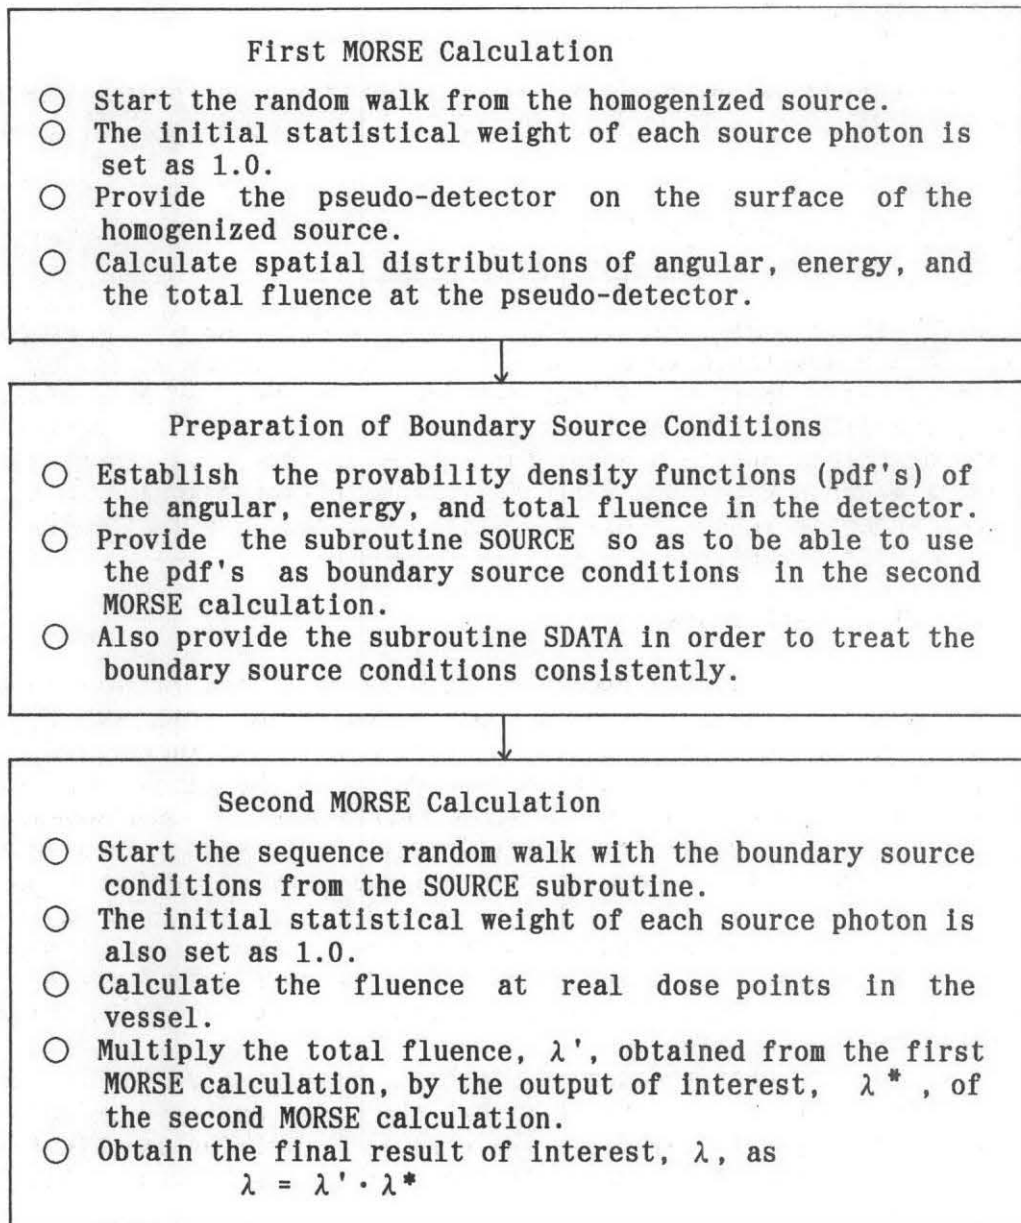 First MORSE Calculation
○ Start the random walk from the homogenized source.
○ The initial statistical weight of each source photon is
set as 1.0.
○ Provide the pseudo-detector on the surface of the
homogenized source.
○ Calculate spatial distributions of angular, energy, and
the total fluence at the pseudo-detector.
Preparation of Boundary Source Conditions
○ Establish the provability density functions (pdf's) of
the angular, energy, and total fluence in the detector.
○ Provide the subroutine SOURCE so as to be able to use
the pdf's as boundary source conditions in the second
MORSE calculation.
○ Also provide the subroutine SDATA in order to treat the
boundary source conditions consistently.
Second MORSE Calculation
○ Start the sequence random walk with the boundary source
conditions from the SOURCE subroutine.
○ The initial statistical weight of each source photon is
also set as 1.0.
○ Calculate the fluence at real dose points in the
vessel.
○ Multiply the total fluence, λ', obtained from the first
MORSE calculation, by the output of interest, λ*, of
the second MORSE calculation.
○ Obtain the final result of interest, λ, as
λ = λ'·λ*